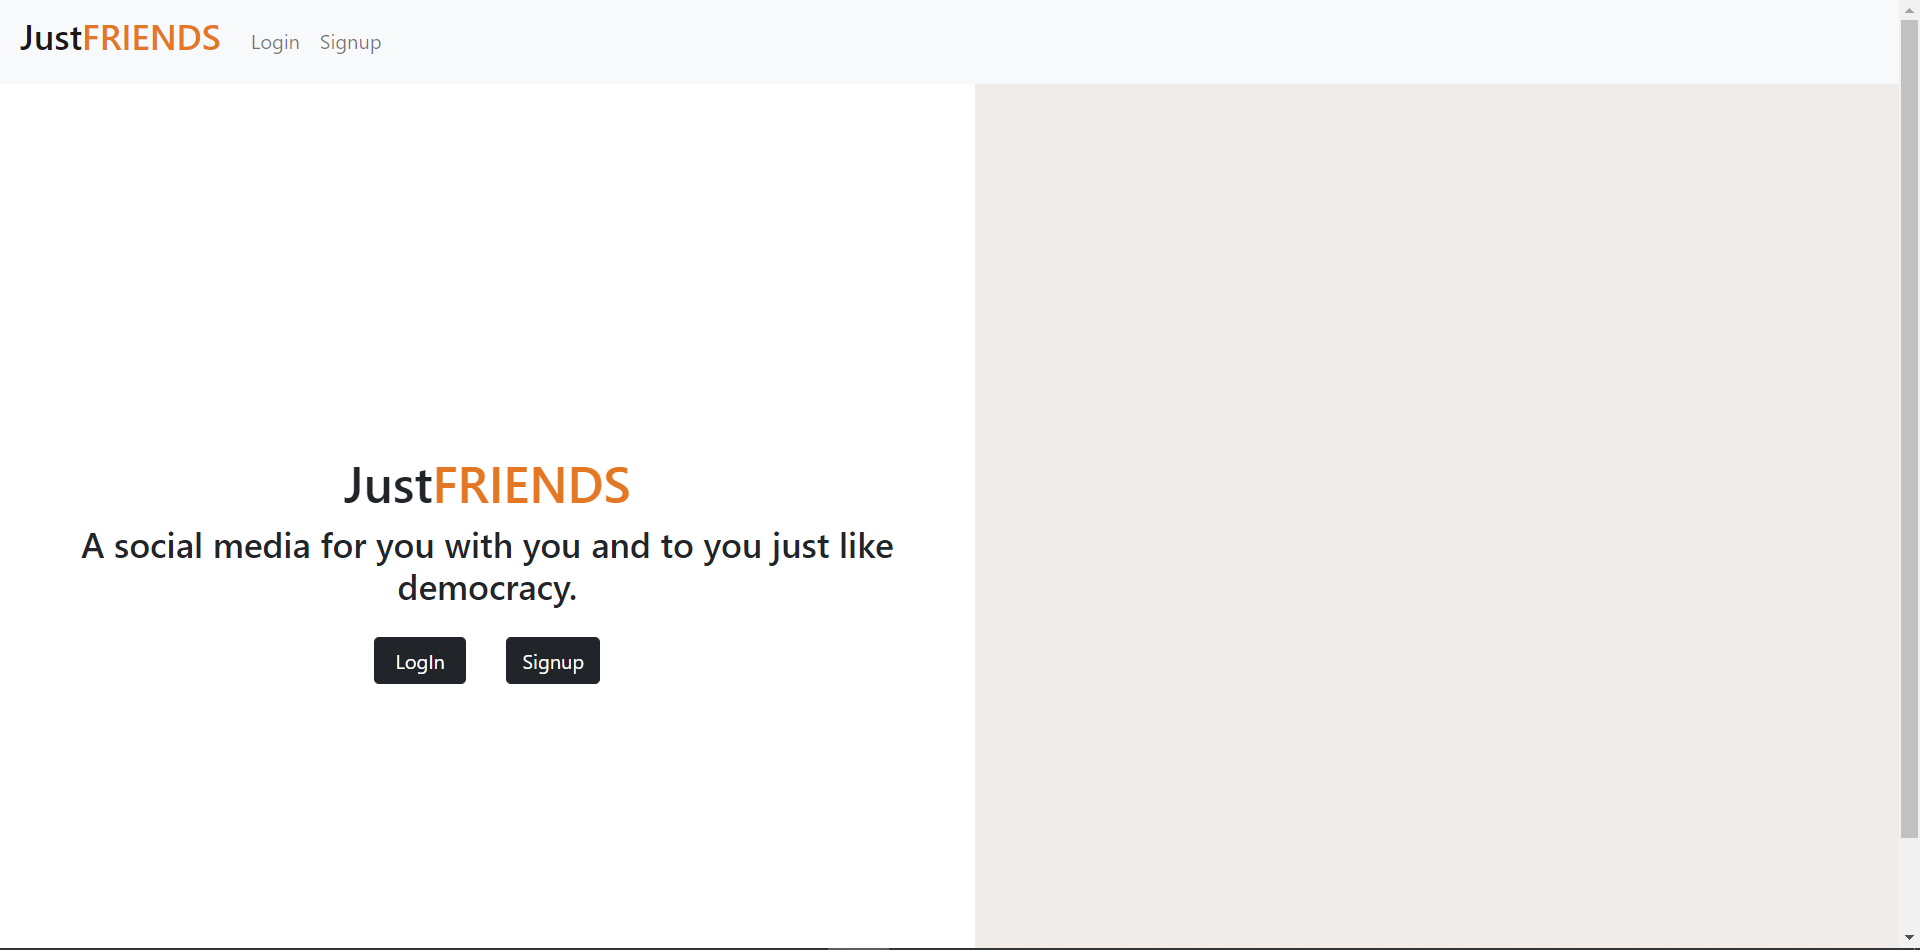 JustFRIENDS Login Signup
JustFRIENDS
A social media for you with you and to you just like
democracy.
LogIn Signup